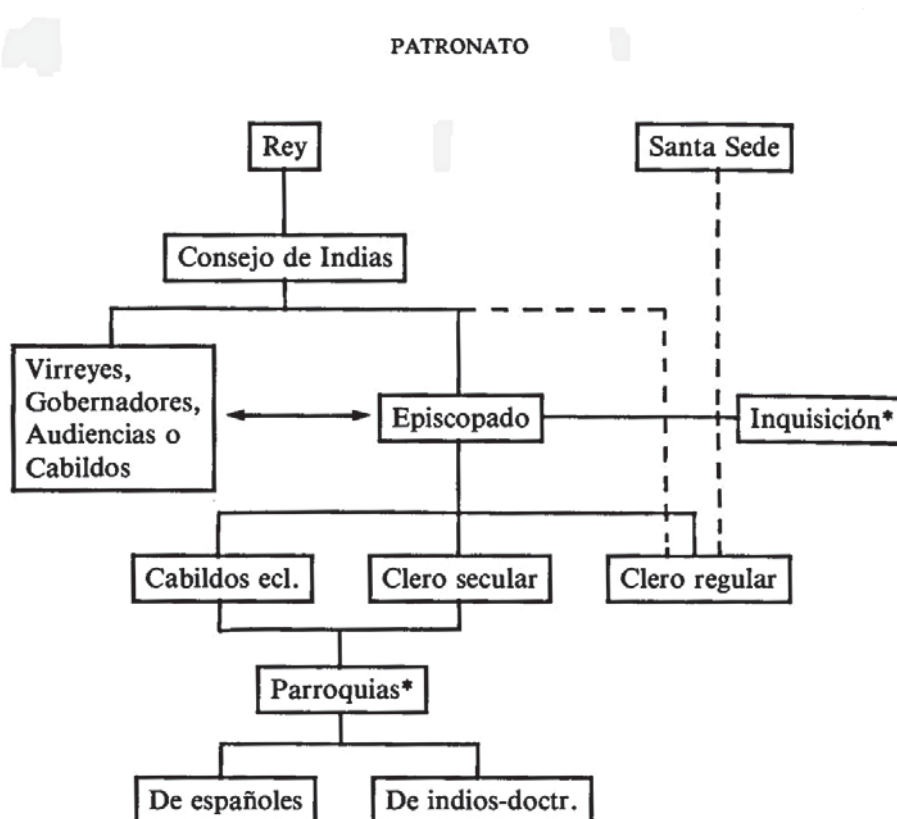 PATRONATO
Rey
Santa Sede
Consejo de Indias
Virreyes,
Gobernadores,
Audiencias o
Cabildos
Episcopado
Inquisición*
Cabildos ecl.
Clero secular
Clero regular
Parroquias*
De españoles
De indios-doctr.